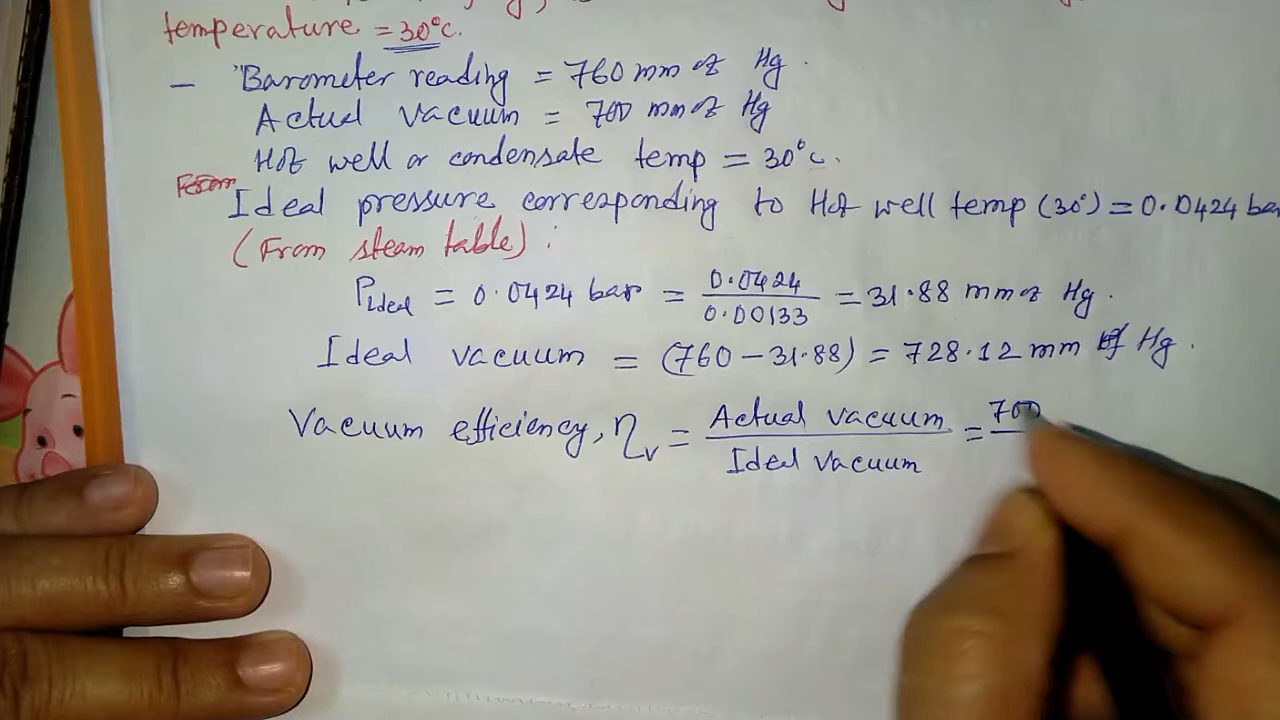 temperature = 30°c.
– "Barometer reading = 760 mm of Hg.
Actual vacuum = 700 mm of Hg
Hot well or condensate temp = 30°c.
From
Ideal pressure corresponding to Hot well temp (30°) = 0.0424 bar
(From steam table) :
PIdeal = 0.0424 bar = 0.0424 / 0.00133 = 31.88 mm of Hg.
Ideal vacuum = (760 – 31.88) = 728.12 mm of Hg.
Vacuum efficiency, ηv = Actual vacuum / Ideal vacuum = 700